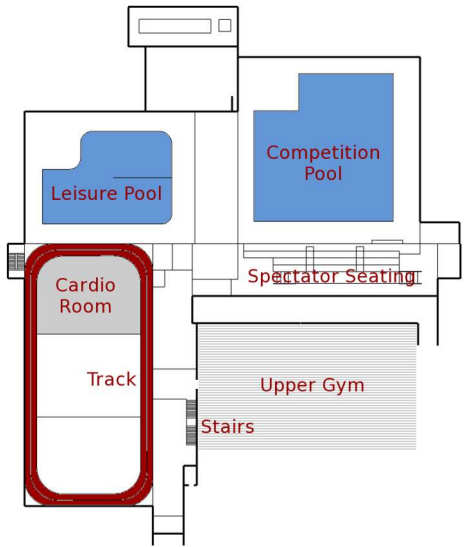 Competition
Pool
Leisure Pool
Spectator Seating
Cardio
Room
Track
Upper Gym
Stairs